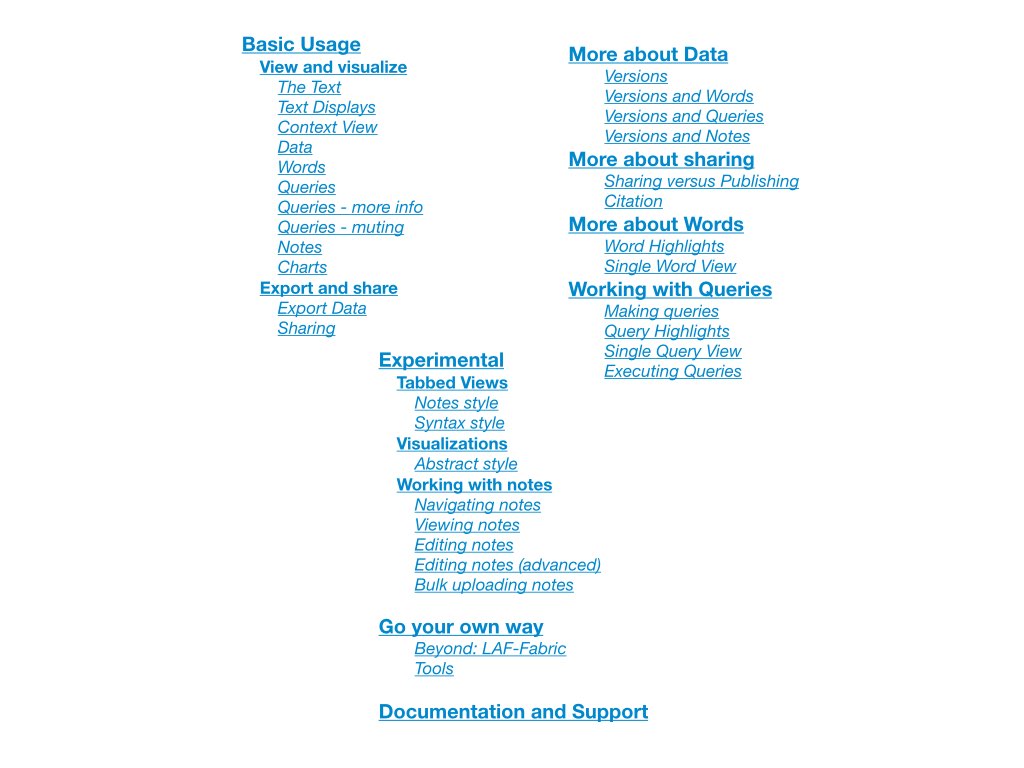 Basic Usage
View and visualize
The Text
Text Displays
Context View
Data
Words
Queries
Queries - more info
Queries - muting
Notes
Charts
Export and share
Export Data
Sharing
More about Data
Versions
Versions and Words
Versions and Queries
Versions and Notes
More about sharing
Sharing versus Publishing
Citation
More about Words
Word Highlights
Single Word View
Working with Queries
Making queries
Query Highlights
Single Query View
Executing Queries
Experimental
Tabbed Views
Notes style
Syntax style
Visualizations
Abstract style
Working with notes
Navigating notes
Viewing notes
Editing notes
Editing notes (advanced)
Bulk uploading notes
Go your own way
Beyond: LAF-Fabric
Tools
Documentation and Support